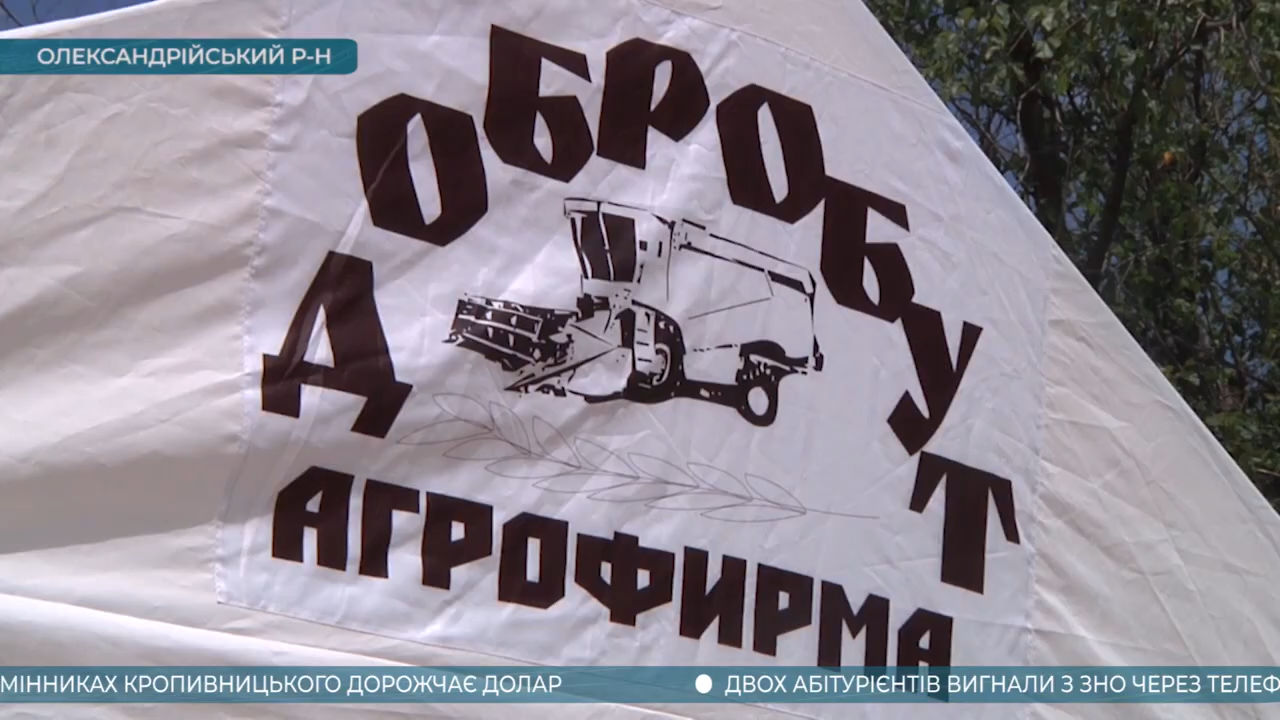 ОЛЕКСАНДРІЙСЬКИЙ Р-Н
ДОБРОБУТ
АГРОФИРМА
МІННИКАХ КРОПИВНИЦЬКОГО ДОРОЖЧАЄ ДОЛАР
ДВОХ АБІТУРІЄНТІВ ВИГНАЛИ З ЗНО ЧЕРЕЗ ТЕЛЕФ